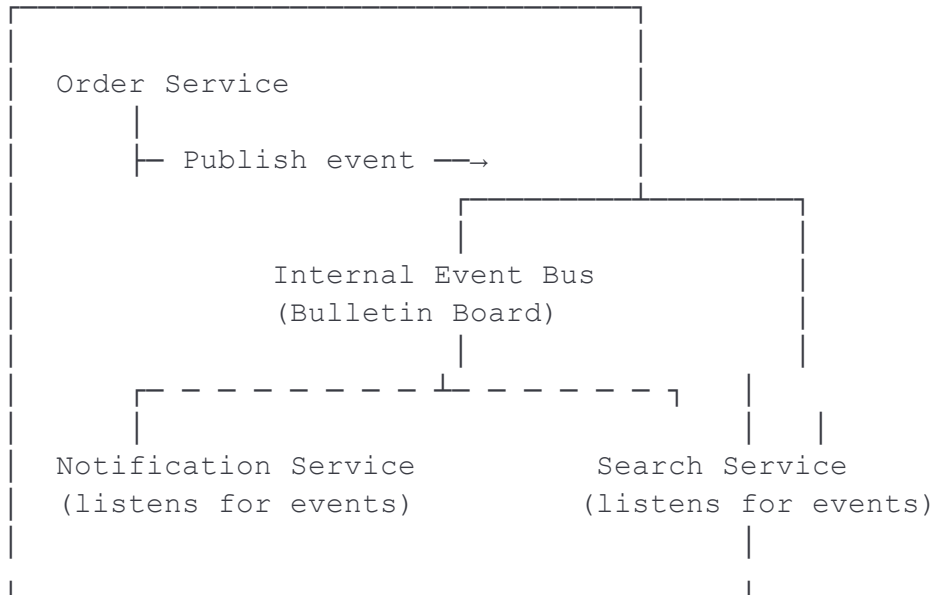 Order Service
Publish event
Internal Event Bus
(Bulletin Board)
Notification Service
Search Service
(listens for events)
(listens for events)